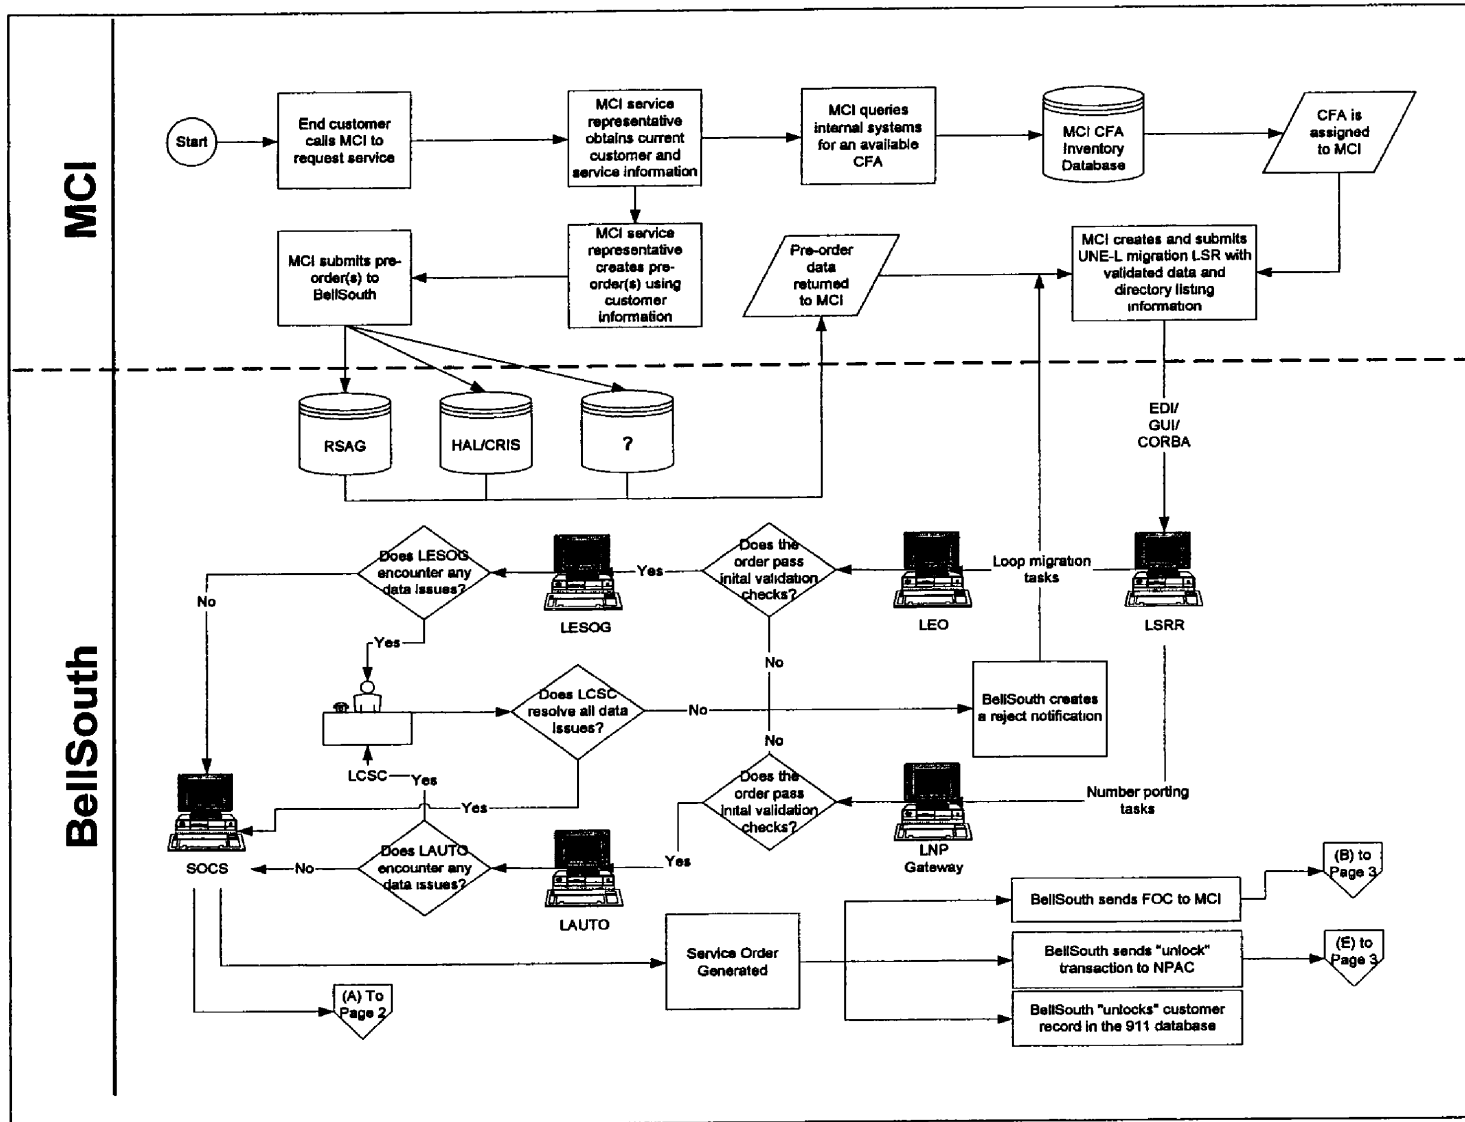 MCI
Start
End customer
calls MCI to
request service
MCI service
representative
obtains current
customer and
service information
MCI queries
internal systems
for an available
CFA
MCI CFA
Inventory
Database
CFA is
assigned
to MCI
MCI submits pre-
order(s) to
BellSouth
MCI service
representative
creates pre-
order(s) using
customer
information
Pre-order
data
returned
to MCI
MCI creates and submits
UNE-L migration LSR with
validated data and
directory listing
information
BellSouth
RSAG
HAL/CRIS
?
EDI/
GUI/
CORBA
Does LESOG
encounter any
data issues?
LESOG
Yes
Does the
order pass
inital validation
checks?
LEO
Loop migration
tasks
LSRR
No
Yes
No
LCSC
Does LCSC
resolve all data
issues?
No
BellSouth creates
a reject notification
No
Yes
Yes
SOCS
No
Does LAUTO
encounter any
data issues?
LAUTO
Yes
Does the
order pass
inital validation
checks?
LNP
Gateway
Number porting
tasks
Service Order
Generated
BellSouth sends FOC to MCI
(B) to
Page 3
BellSouth sends "unlock"
transaction to NPAC
(E) to
Page 3
BellSouth "unlocks" customer
record in the 911 database
(A) To
Page 2